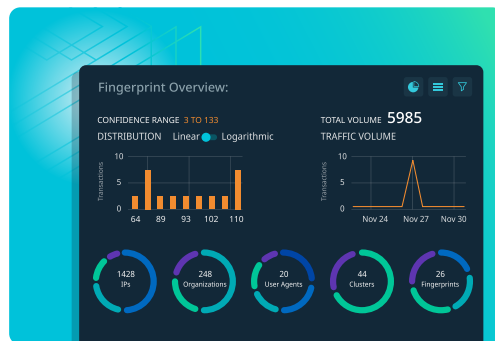 Fingerprint Overview:
CONFIDENCE RANGE 3 TO 133
TOTAL VOLUME 5985
DISTRIBUTION Linear Logarithmic
TRAFFIC VOLUME
Transactions
10
5
0
64 89 93 102 110
Transactions
10
5
0
Nov 24 Nov 27 Nov 30
1428
IPs
248
Organizations
20
User Agents
44
Clusters
26
Fingerprints